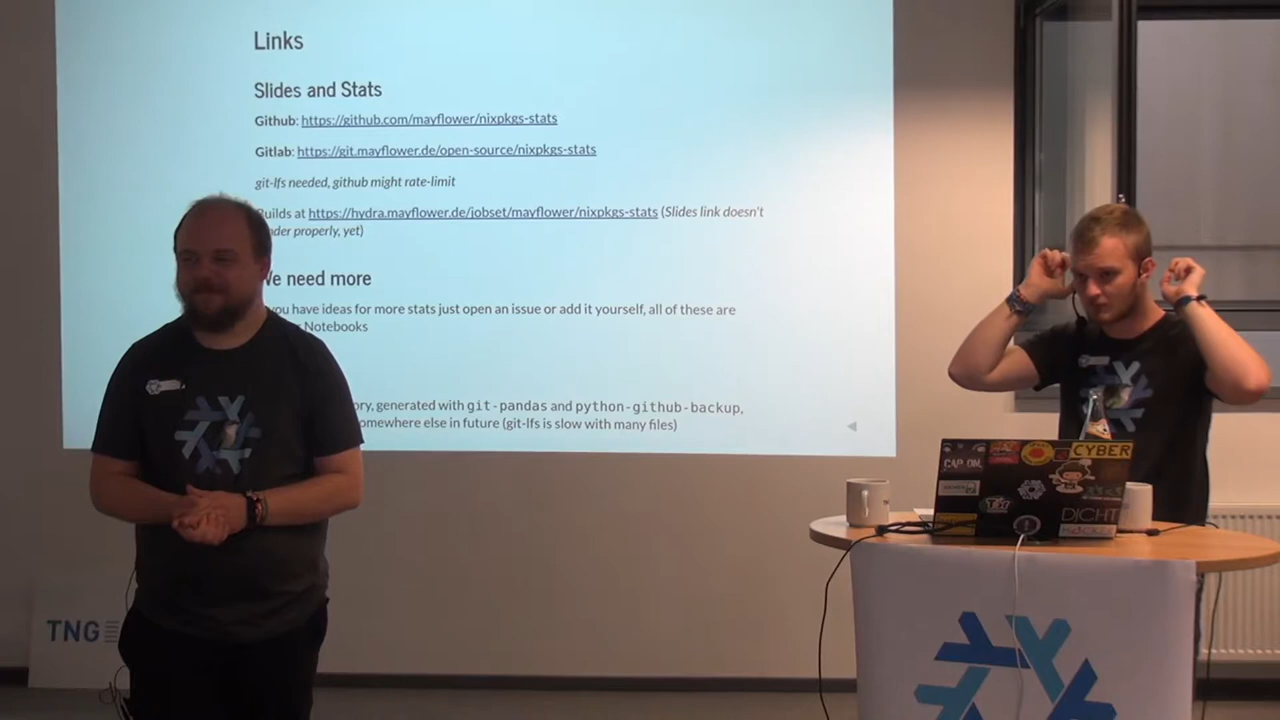 Links
Slides and Stats
Github: https://github.com/mayflower/nixpkgs-stats
Gitlab: https://git.mayflower.de/open-source/nixpkgs-stats
git-lfs needed, github might rate-limit
Builds at https://hydra.mayflower.de/jobset/mayflower/nixpkgs-stats (Slides link doesn't
nder properly, yet)
We need more
you have ideas for more stats just open an issue or add it yourself, all of these are
Notebooks
ory, generated with git-pandas and python-github-backup,
omewhere else in future (git-lfs is slow with many files)
CYBER
CAP ON
DJCHT
TNG